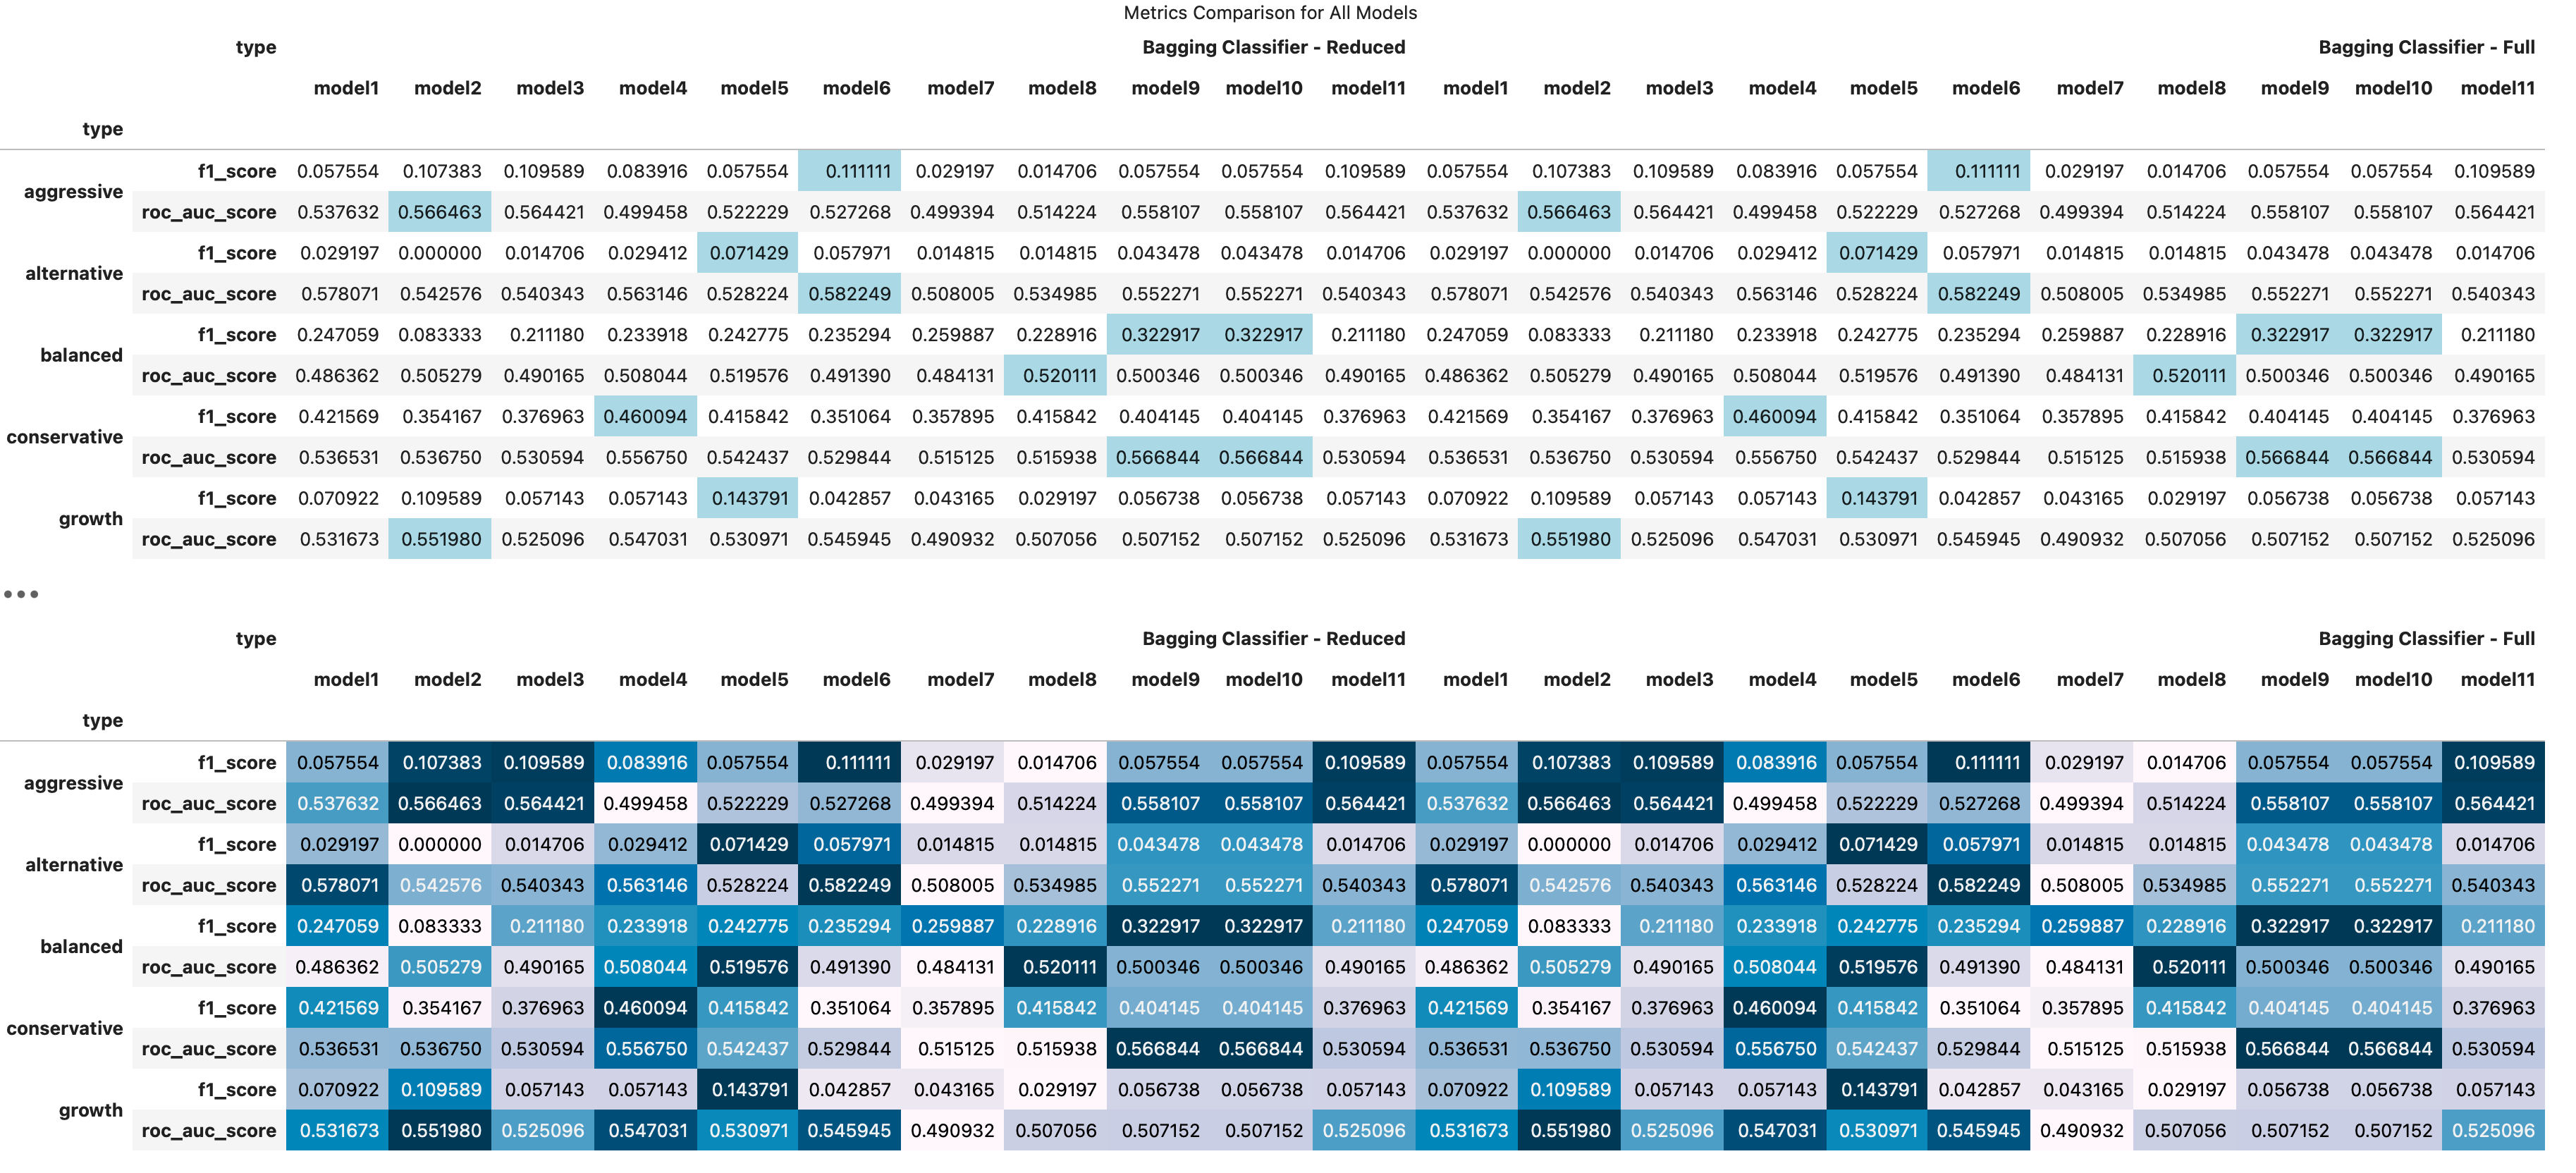 Metrics Comparison for All Models
type Bagging Classifier - Reduced Bagging Classifier - Full
model1 model2 model3 model4 model5 model6 model7 model8 model9 model10 model11 model1 model2 model3 model4 model5 model6 model7 model8 model9 model10 model11
type
aggressive f1_score 0.057554 0.107383 0.109589 0.083916 0.057554 0.111111 0.029197 0.014706 0.057554 0.057554 0.109589 0.057554 0.107383 0.109589 0.083916 0.057554 0.111111 0.029197 0.014706 0.057554 0.057554 0.109589
roc_auc_score 0.537632 0.566463 0.564421 0.499458 0.522229 0.527268 0.499394 0.514224 0.558107 0.558107 0.564421 0.537632 0.566463 0.564421 0.499458 0.522229 0.527268 0.499394 0.514224 0.558107 0.558107 0.564421
alternative f1_score 0.029197 0.000000 0.014706 0.029412 0.071429 0.057971 0.014815 0.014815 0.043478 0.043478 0.014706 0.029197 0.000000 0.014706 0.029412 0.071429 0.057971 0.014815 0.014815 0.043478 0.043478 0.014706
roc_auc_score 0.578071 0.542576 0.540343 0.563146 0.528224 0.582249 0.508005 0.534985 0.552271 0.552271 0.540343 0.578071 0.542576 0.540343 0.563146 0.528224 0.582249 0.508005 0.534985 0.552271 0.552271 0.540343
balanced f1_score 0.247059 0.083333 0.211180 0.233918 0.242775 0.235294 0.259887 0.228916 0.322917 0.322917 0.211180 0.247059 0.083333 0.211180 0.233918 0.242775 0.235294 0.259887 0.228916 0.322917 0.322917 0.211180
roc_auc_score 0.486362 0.505279 0.490165 0.508044 0.519576 0.491390 0.484131 0.520111 0.500346 0.500346 0.490165 0.486362 0.505279 0.490165 0.508044 0.519576 0.491390 0.484131 0.520111 0.500346 0.500346 0.490165
conservative f1_score 0.421569 0.354167 0.376963 0.460094 0.415842 0.351064 0.357895 0.415842 0.404145 0.404145 0.376963 0.421569 0.354167 0.376963 0.460094 0.415842 0.351064 0.357895 0.415842 0.404145 0.404145 0.376963
roc_auc_score 0.536531 0.536750 0.530594 0.556750 0.542437 0.529844 0.515125 0.515938 0.566844 0.566844 0.530594 0.536531 0.536750 0.530594 0.556750 0.542437 0.529844 0.515125 0.515938 0.566844 0.566844 0.530594
growth f1_score 0.070922 0.109589 0.057143 0.057143 0.143791 0.042857 0.043165 0.029197 0.056738 0.056738 0.057143 0.070922 0.109589 0.057143 0.057143 0.143791 0.042857 0.043165 0.029197 0.056738 0.056738 0.057143
roc_auc_score 0.531673 0.551980 0.525096 0.547031 0.530971 0.545945 0.490932 0.507056 0.507152 0.507152 0.525096 0.531673 0.551980 0.525096 0.547031 0.530971 0.545945 0.490932 0.507056 0.507152 0.507152 0.525096
type Bagging Classifier - Reduced Bagging Classifier - Full
model1 model2 model3 model4 model5 model6 model7 model8 model9 model10 model11 model1 model2 model3 model4 model5 model6 model7 model8 model9 model10 model11
type
aggressive f1_score 0.057554 0.107383 0.109589 0.083916 0.057554 0.111111 0.029197 0.014706 0.057554 0.057554 0.109589 0.057554 0.107383 0.109589 0.083916 0.057554 0.111111 0.029197 0.014706 0.057554 0.057554 0.109589
roc_auc_score 0.537632 0.566463 0.564421 0.499458 0.522229 0.527268 0.499394 0.514224 0.558107 0.558107 0.564421 0.537632 0.566463 0.564421 0.499458 0.522229 0.527268 0.499394 0.514224 0.558107 0.558107 0.564421
alternative f1_score 0.029197 0.000000 0.014706 0.029412 0.071429 0.057971 0.014815 0.014815 0.043478 0.043478 0.014706 0.029197 0.000000 0.014706 0.029412 0.071429 0.057971 0.014815 0.014815 0.043478 0.043478 0.014706
roc_auc_score 0.578071 0.542576 0.540343 0.563146 0.528224 0.582249 0.508005 0.534985 0.552271 0.552271 0.540343 0.578071 0.542576 0.540343 0.563146 0.528224 0.582249 0.508005 0.534985 0.552271 0.552271 0.540343
balanced f1_score 0.247059 0.083333 0.211180 0.233918 0.242775 0.235294 0.259887 0.228916 0.322917 0.322917 0.211180 0.247059 0.083333 0.211180 0.233918 0.242775 0.235294 0.259887 0.228916 0.322917 0.322917 0.211180
roc_auc_score 0.486362 0.505279 0.490165 0.508044 0.519576 0.491390 0.484131 0.520111 0.500346 0.500346 0.490165 0.486362 0.505279 0.490165 0.508044 0.519576 0.491390 0.484131 0.520111 0.500346 0.500346 0.490165
conservative f1_score 0.421569 0.354167 0.376963 0.460094 0.415842 0.351064 0.357895 0.415842 0.404145 0.404145 0.376963 0.421569 0.354167 0.376963 0.460094 0.415842 0.351064 0.357895 0.415842 0.404145 0.404145 0.376963
roc_auc_score 0.536531 0.536750 0.530594 0.556750 0.542437 0.529844 0.515125 0.515938 0.566844 0.566844 0.530594 0.536531 0.536750 0.530594 0.556750 0.542437 0.529844 0.515125 0.515938 0.566844 0.566844 0.530594
growth f1_score 0.070922 0.109589 0.057143 0.057143 0.143791 0.042857 0.043165 0.029197 0.056738 0.056738 0.057143 0.070922 0.109589 0.057143 0.057143 0.143791 0.042857 0.043165 0.029197 0.056738 0.056738 0.057143
roc_auc_score 0.531673 0.551980 0.525096 0.547031 0.530971 0.545945 0.490932 0.507056 0.507152 0.507152 0.525096 0.531673 0.551980 0.525096 0.547031 0.530971 0.545945 0.490932 0.507056 0.507152 0.507152 0.525096